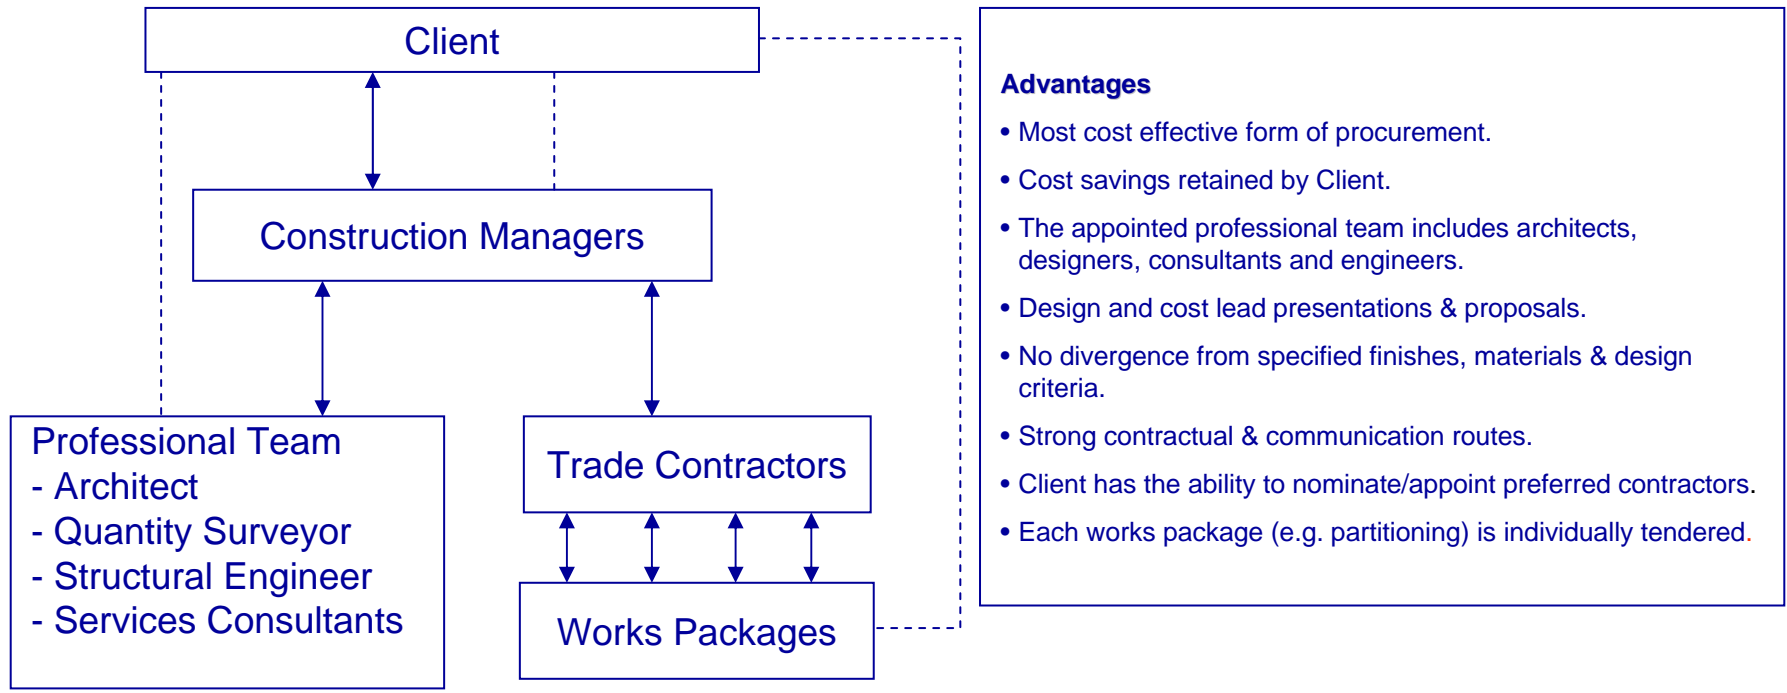 Client
Construction Managers
Professional Team
- Architect
- Quantity Surveyor
- Structural Engineer
- Services Consultants
Trade Contractors
Works Packages
Advantages
• Most cost effective form of procurement.
• Cost savings retained by Client.
• The appointed professional team includes architects,
designers, consultants and engineers.
• Design and cost lead presentations & proposals.
• No divergence from specified finishes, materials & design
criteria.
• Strong contractual & communication routes.
• Client has the ability to nominate/appoint preferred contractors.
• Each works package (e.g. partitioning) is individually tendered.